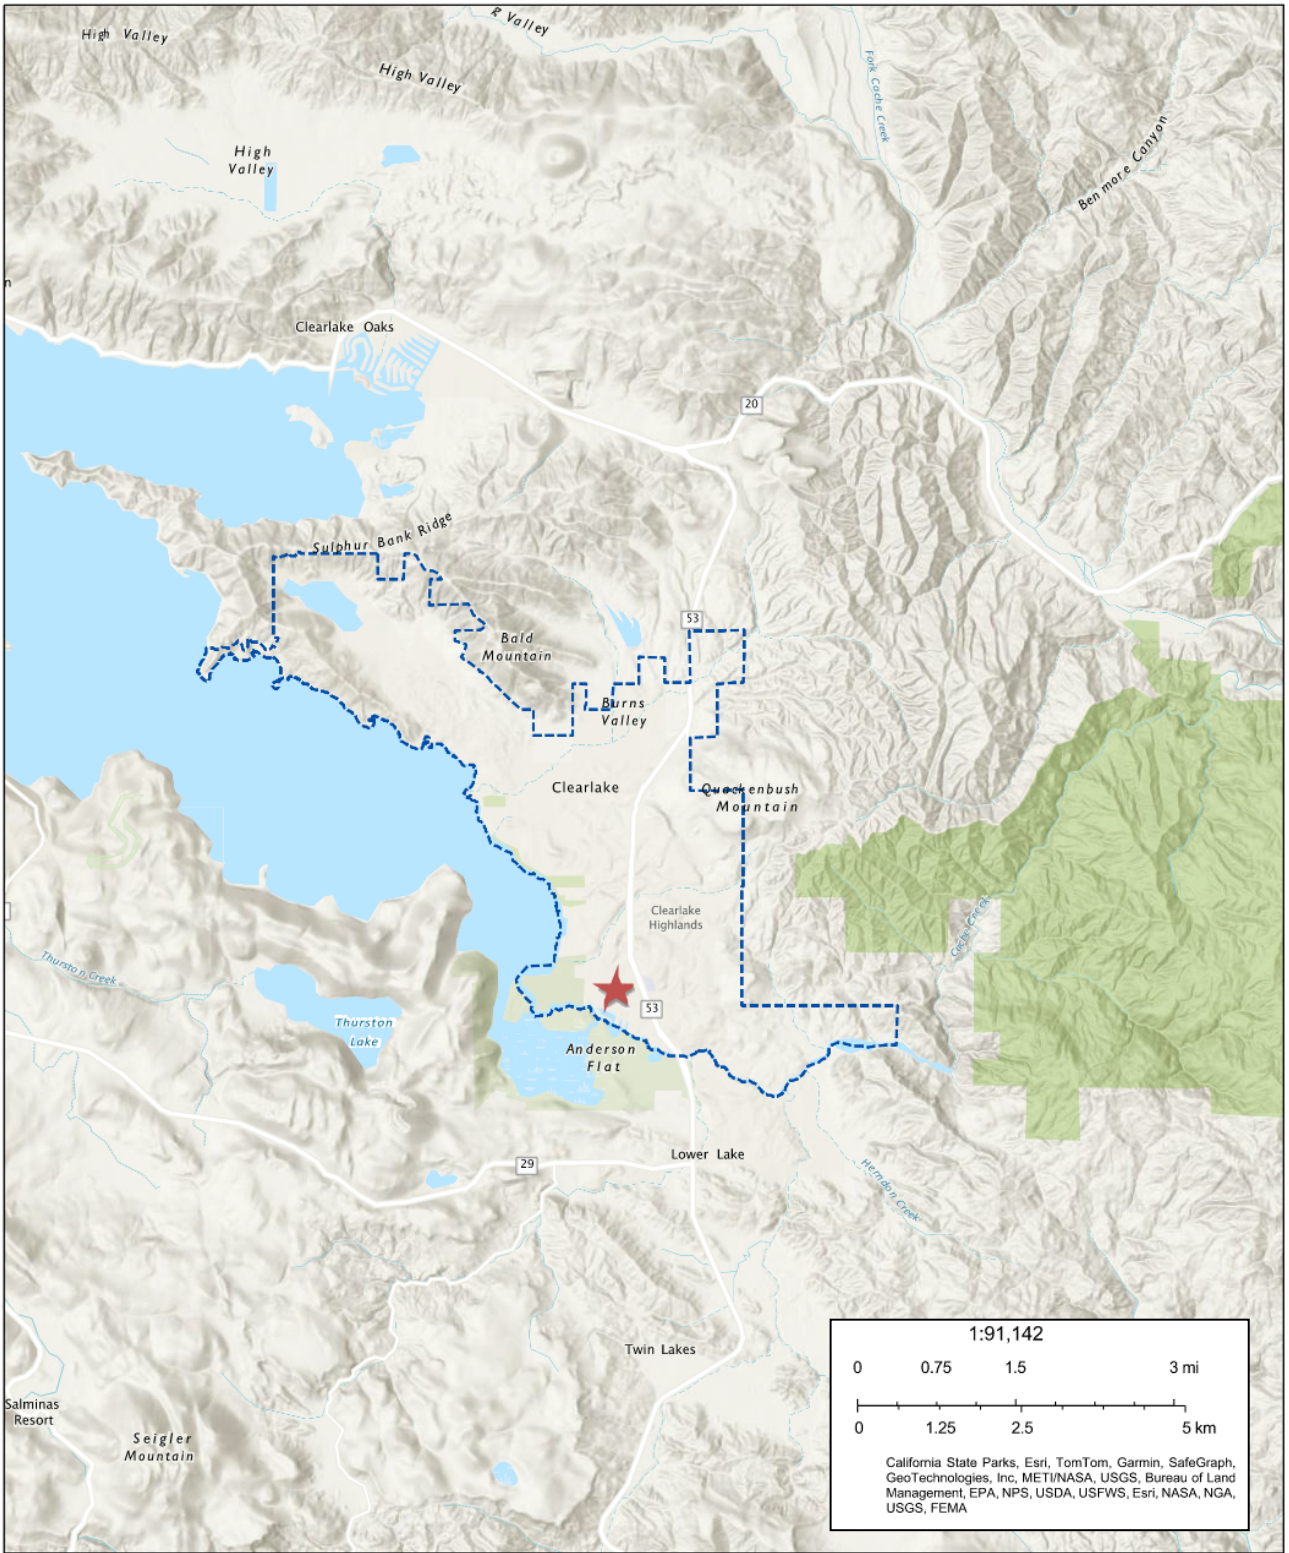 g Valley
High Valley
High Valley
Fork Cache Creek
High
Valley
Benmore Canyon
n
Clearlake Oaks
20
Sulphur Bank Ridge
53
Bald
Mountain
Burns
Valley
Clearlake
Quackenbush
Mountain
Clearlake
Highlands
Cache Creek
Thurston Creek
Thurston
Lake
53
Anderson
Flat
Lower Lake
29
Herndon Creek
Twin Lakes
Salminas
Resort
Seigler
Mountain
1:91,142
0 0.75 1.5 3 mi
0 1.25 2.5 5 km
California State Parks, Esri, TomTom, Garmin, SafeGraph,
GeoTechnologies, Inc, METI/NASA, USGS, Bureau of Land
Management, EPA, NPS, USDA, USFWS, Esri, NASA, NGA,
USGS, FEMA